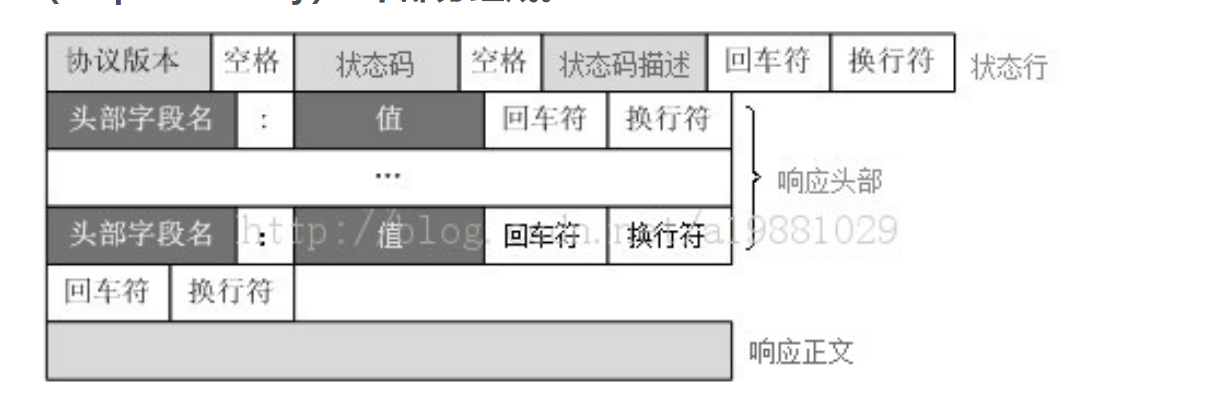 协议版本 空格 状态码 空格 状态码描述 回车符 换行符 状态行
头部字段名 : 值 回车符 换行符
...
响应头部
头部字段名 : 值 回车符 换行符
http://blog.csdn.net/a19881029
回车符 换行符
响应正文